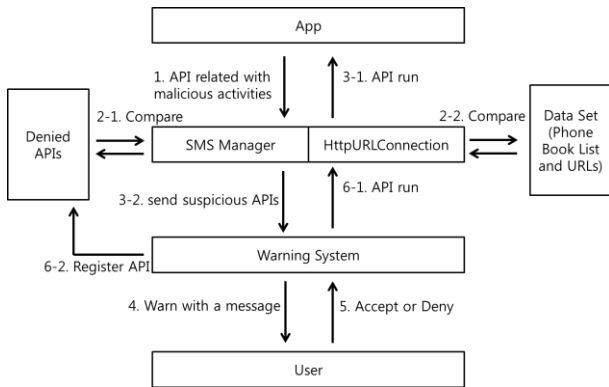 App
1. API related with
malicious activities
3-1. API run
Denied
APIs
2-1. Compare
SMS Manager
HttpURLConnection
2-2. Compare
Data Set
(Phone
Book List
and URLs)
3-2. send suspicious APIs
6-1. API run
6-2. Register API
Warning System
4. Warn with a message
5. Accept or Deny
User